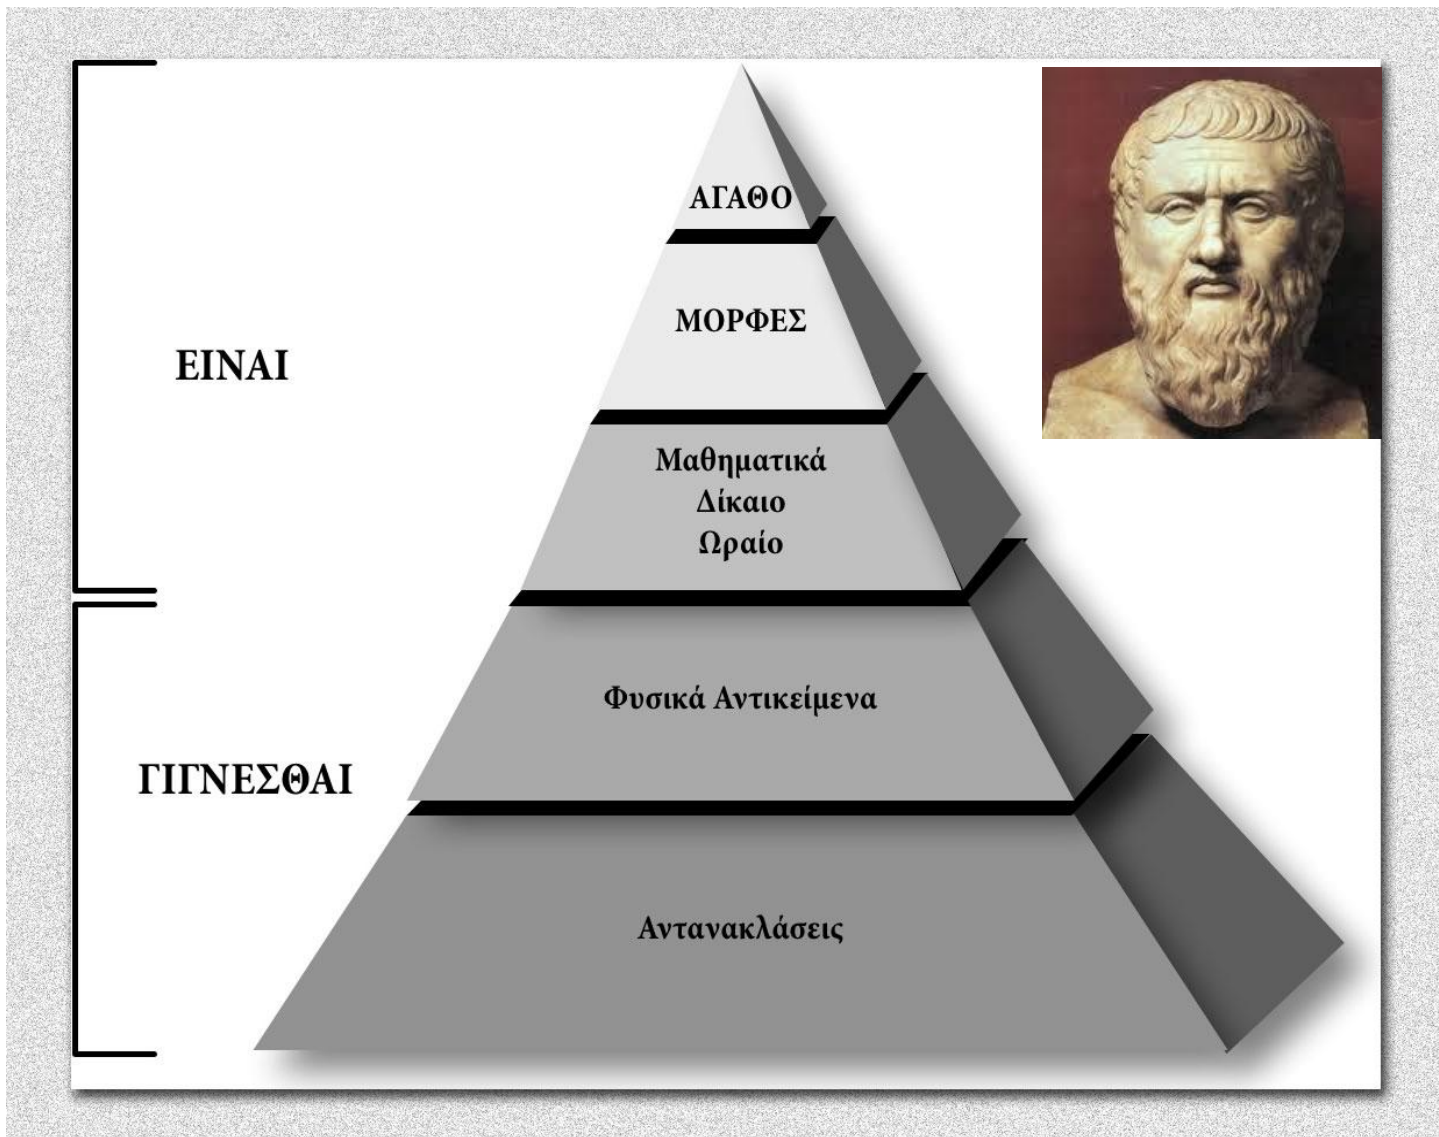 ΑΓΑΘΟ
ΜΟΡΦΕΣ
ΕΙΝΑΙ
Μαθηματικά
Δίκαιο
Ωραίο
Φυσικά Αντικείμενα
ΓΙΓΝΕΣΘΑΙ
Αντανακλάσεις